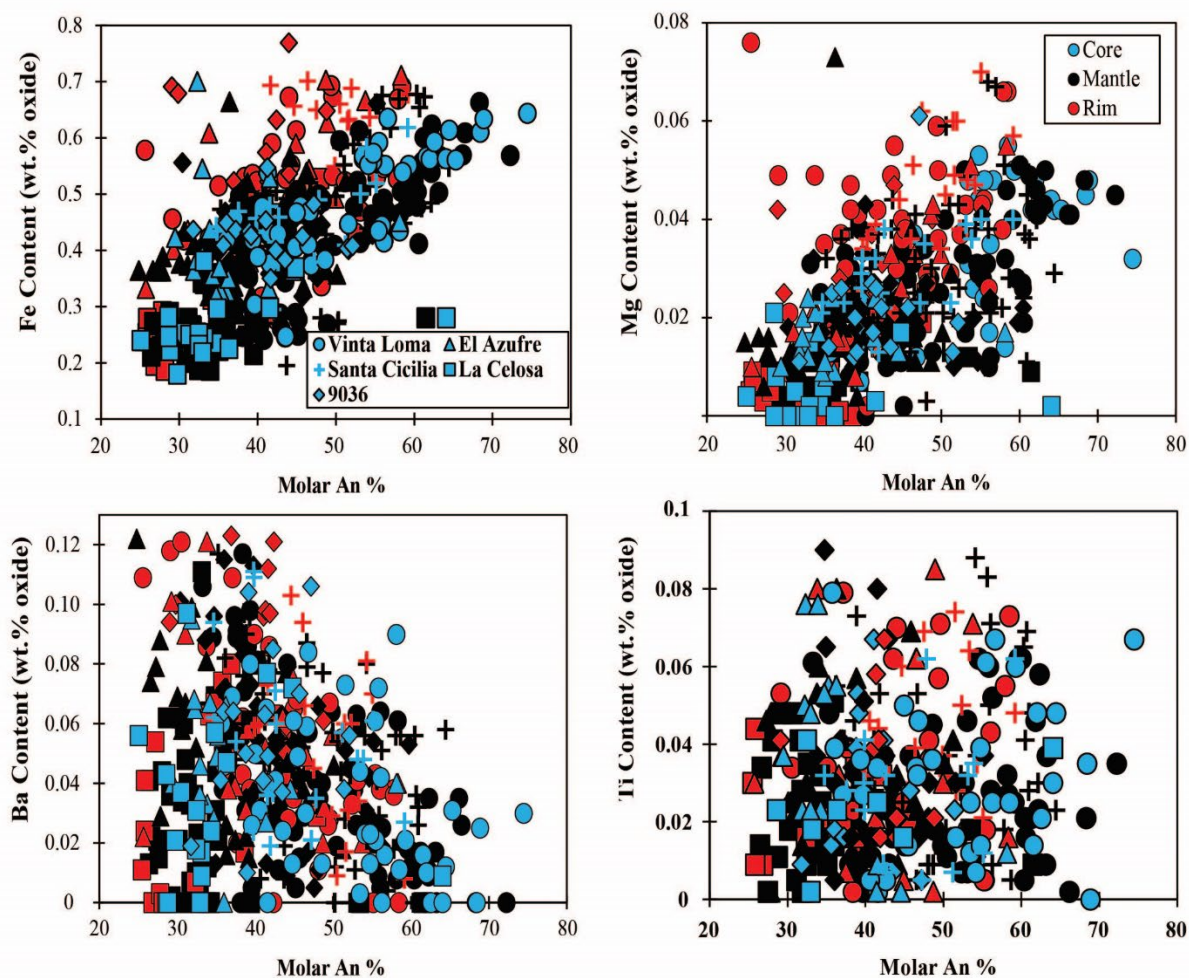 Fe Content (wt.% oxide)
0.8
0.7
0.6
0.5
0.4
0.3
0.2
0.1
Vinta Loma El Azufre
Santa Cicilia La Celosa
9036
20 30 40 50 60 70 80
Molar An %
Mg Content (wt.% oxide)
0.08
0.06
0.04
0.02
Core
Mantle
Rim
20 30 40 50 60 70 80
Molar An %
Ba Content (wt.% oxide)
0.12
0.10
0.08
0.06
0.04
0.02
0
20 30 40 50 60 70 80
Molar An %
Ti Content (wt.% oxide)
0.1
0.08
0.06
0.04
0.02
0
20 30 40 50 60 70 80
Molar An %